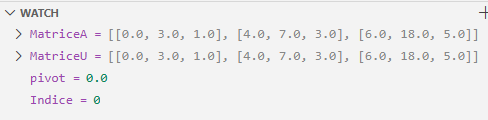 WATCH
MatriceA = [[0.0, 3.0, 1.0], [4.0, 7.0, 3.0], [6.0, 18.0, 5.0]]
MatriceU = [[0.0, 3.0, 1.0], [4.0, 7.0, 3.0], [6.0, 18.0, 5.0]]
pivot = 0.0
Indice = 0